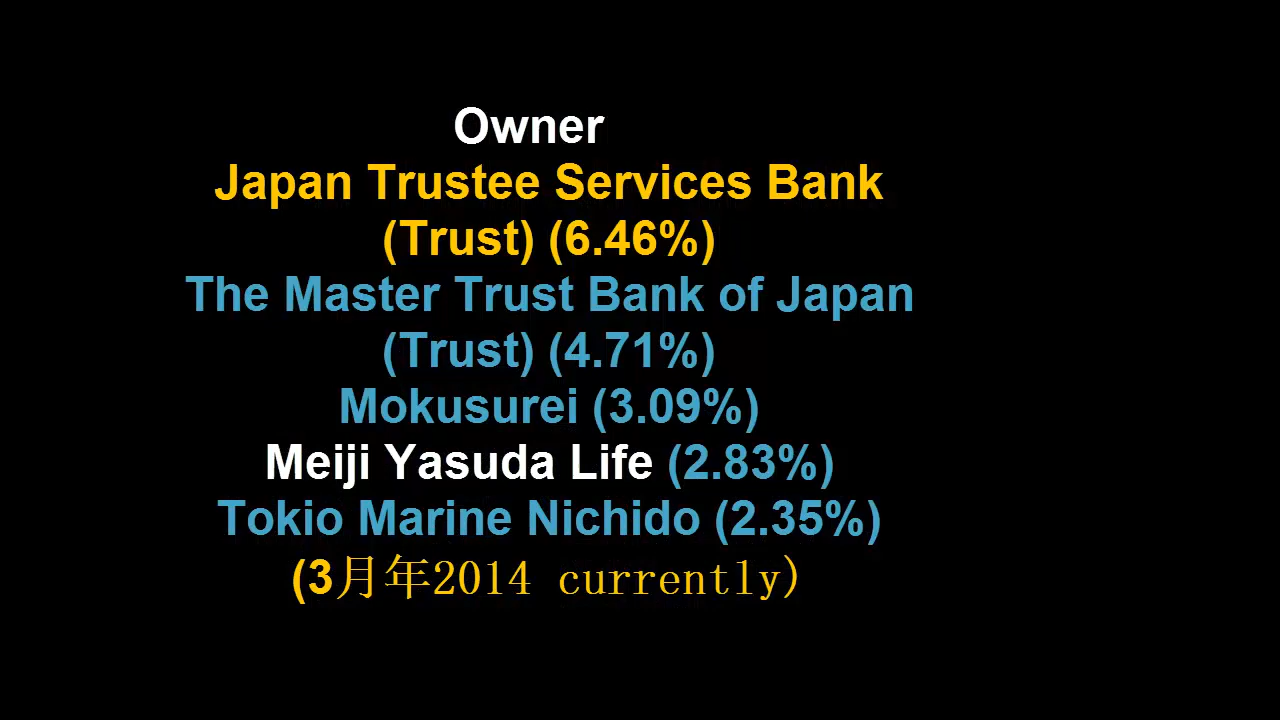 Owner
Japan Trustee Services Bank
(Trust) (6.46%)
The Master Trust Bank of Japan
(Trust) (4.71%)
Mokusurei (3.09%)
Meiji Yasuda Life (2.83%)
Tokio Marine Nichido (2.35%)
(3月年2014 currently)